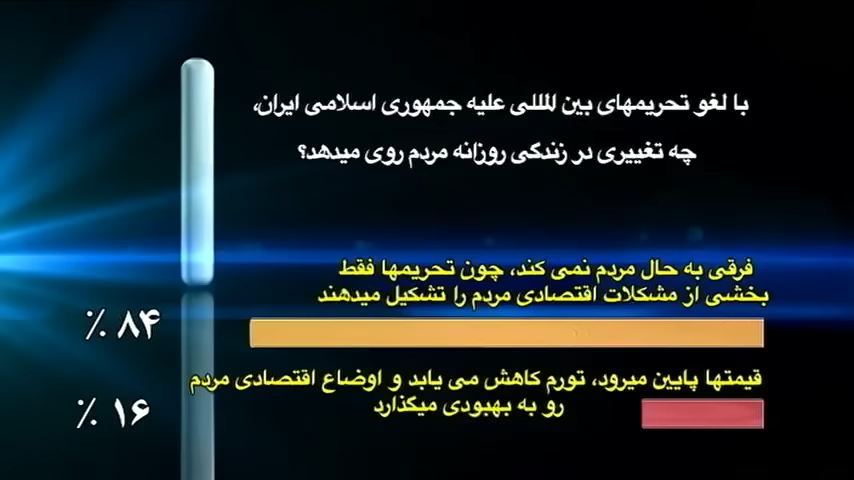 با لغو تحریمهای بین المللی علیه جمهوری اسلامی ایران،
چه تغییری در زندگی روزانه مردم روی میدهد؟
فرقی به حال مردم نمی کند، چون تحریمها فقط
بخشی از مشکلات اقتصادی مردم را تشکیل میدهند
٪ ۸۴
قیمتها پایین میرود، تورم کاهش می یابد و اوضاع اقتصادی مردم
رو به بهبودی میگذارد
٪ ۱۶